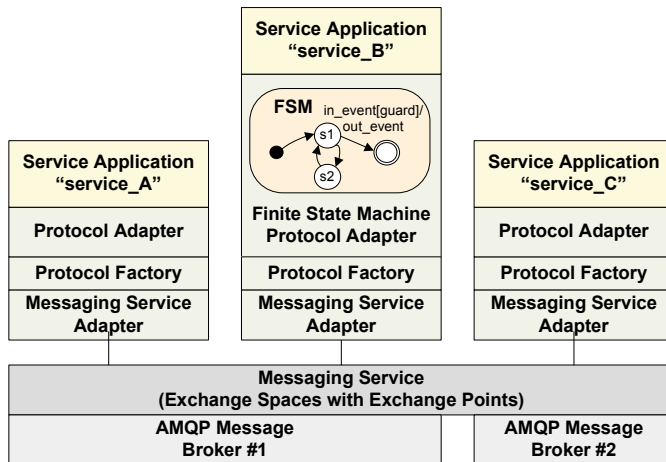 Service Application
“service_B”
FSM
in_event[guard]/
out_event
s1
s2
Finite State Machine
Protocol Adapter
Protocol Factory
Messaging Service
Adapter
Service Application
“service_A”
Protocol Adapter
Protocol Factory
Messaging Service
Adapter
Service Application
“service_C”
Protocol Adapter
Protocol Factory
Messaging Service
Adapter
Messaging Service
(Exchange Spaces with Exchange Points)
AMQP Message
Broker #1
AMQP Message
Broker #2